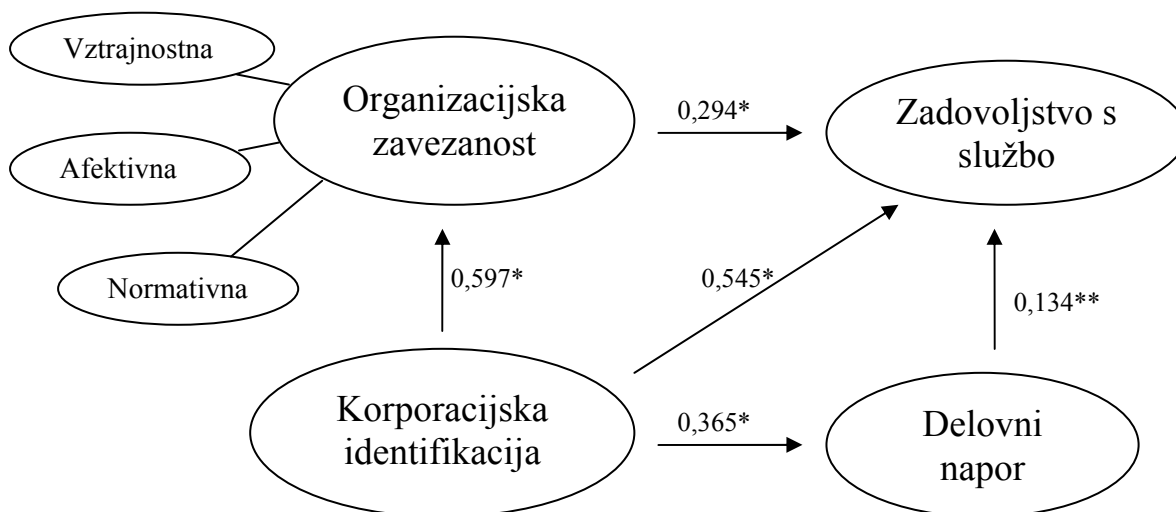 Vztrajnostna
Organizacijska
zavezanost
0,294*
Zadovoljstvo s
službo
Afektivna
Normativna
0,597*
0,545*
0,134**
Korporacijska
identifikacija
0,365*
Delovni
napor